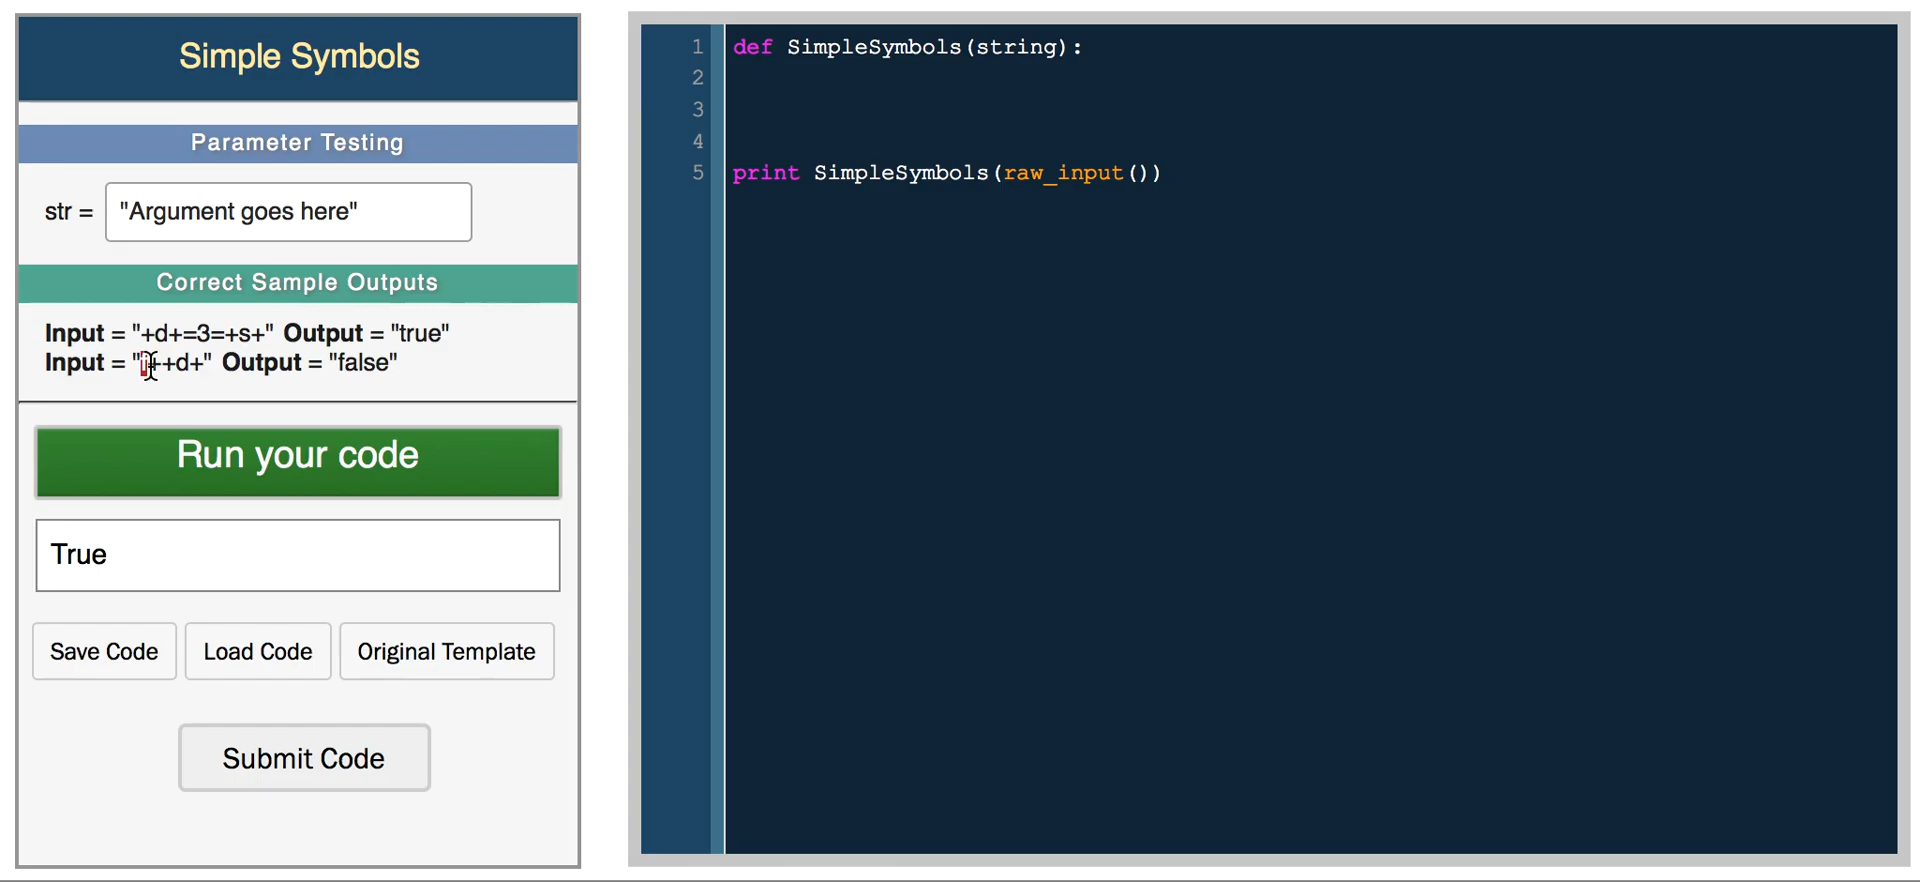 Simple Symbols
Parameter Testing
str = "Argument goes here"
Correct Sample Outputs
Input = "+d+=3=+s+" Output = "true"
Input = "f++d+" Output = "false"
Run your code
True
Save Code Load Code Original Template
Submit Code
1 def SimpleSymbols(string):
2
3
4
5 print SimpleSymbols(raw_input())